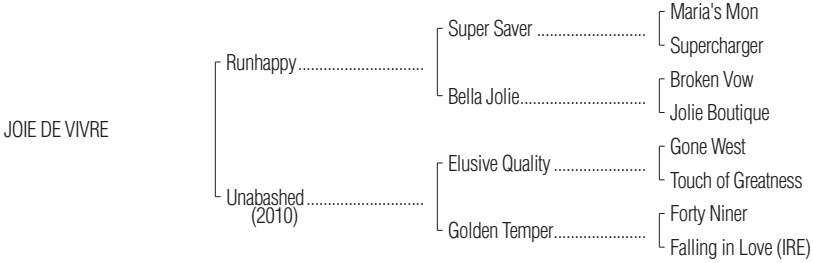 Maria's Mon
Super Saver ..........................
Supercharger
Runhappy..............................
Broken Vow
Bella Jolie..............................
Jolie Boutique
JOIE DE VIVRE
Gone West
Elusive Quality ......................
Touch of Greatness
Unabashed............................
(2010)
Forty Niner
Golden Temper......................
Falling in Love (IRE)